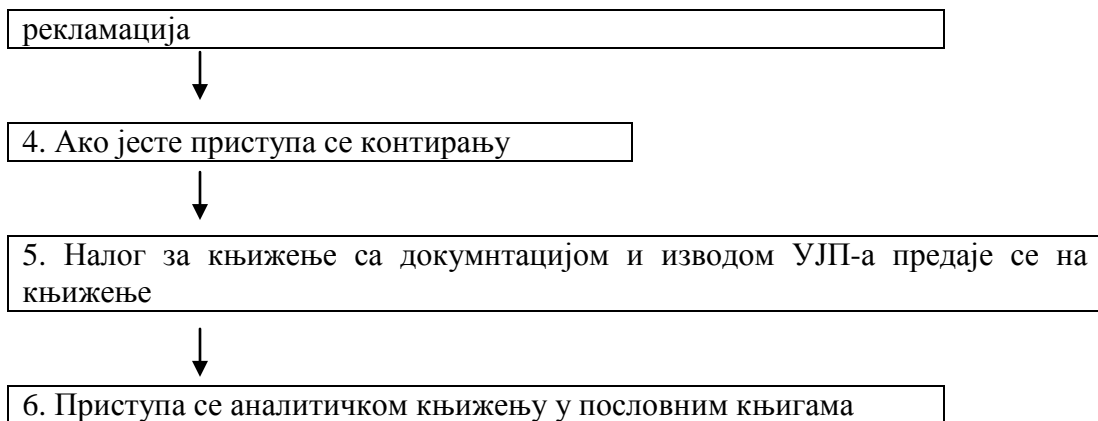 рекламација
4. Ако јесте приступа се контирању
5. Налог за књижење са докумнтацијом и изводом УЈП-а предаје се на
књижење
6. Приступа се аналитичком књижењу у пословним књигама